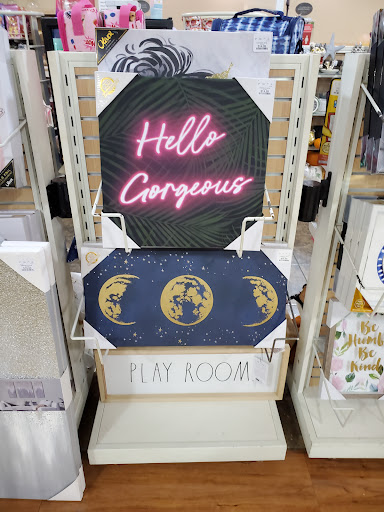 Hello
Gorgeous
PLAY ROOM
Be
Humble
Be
Kind